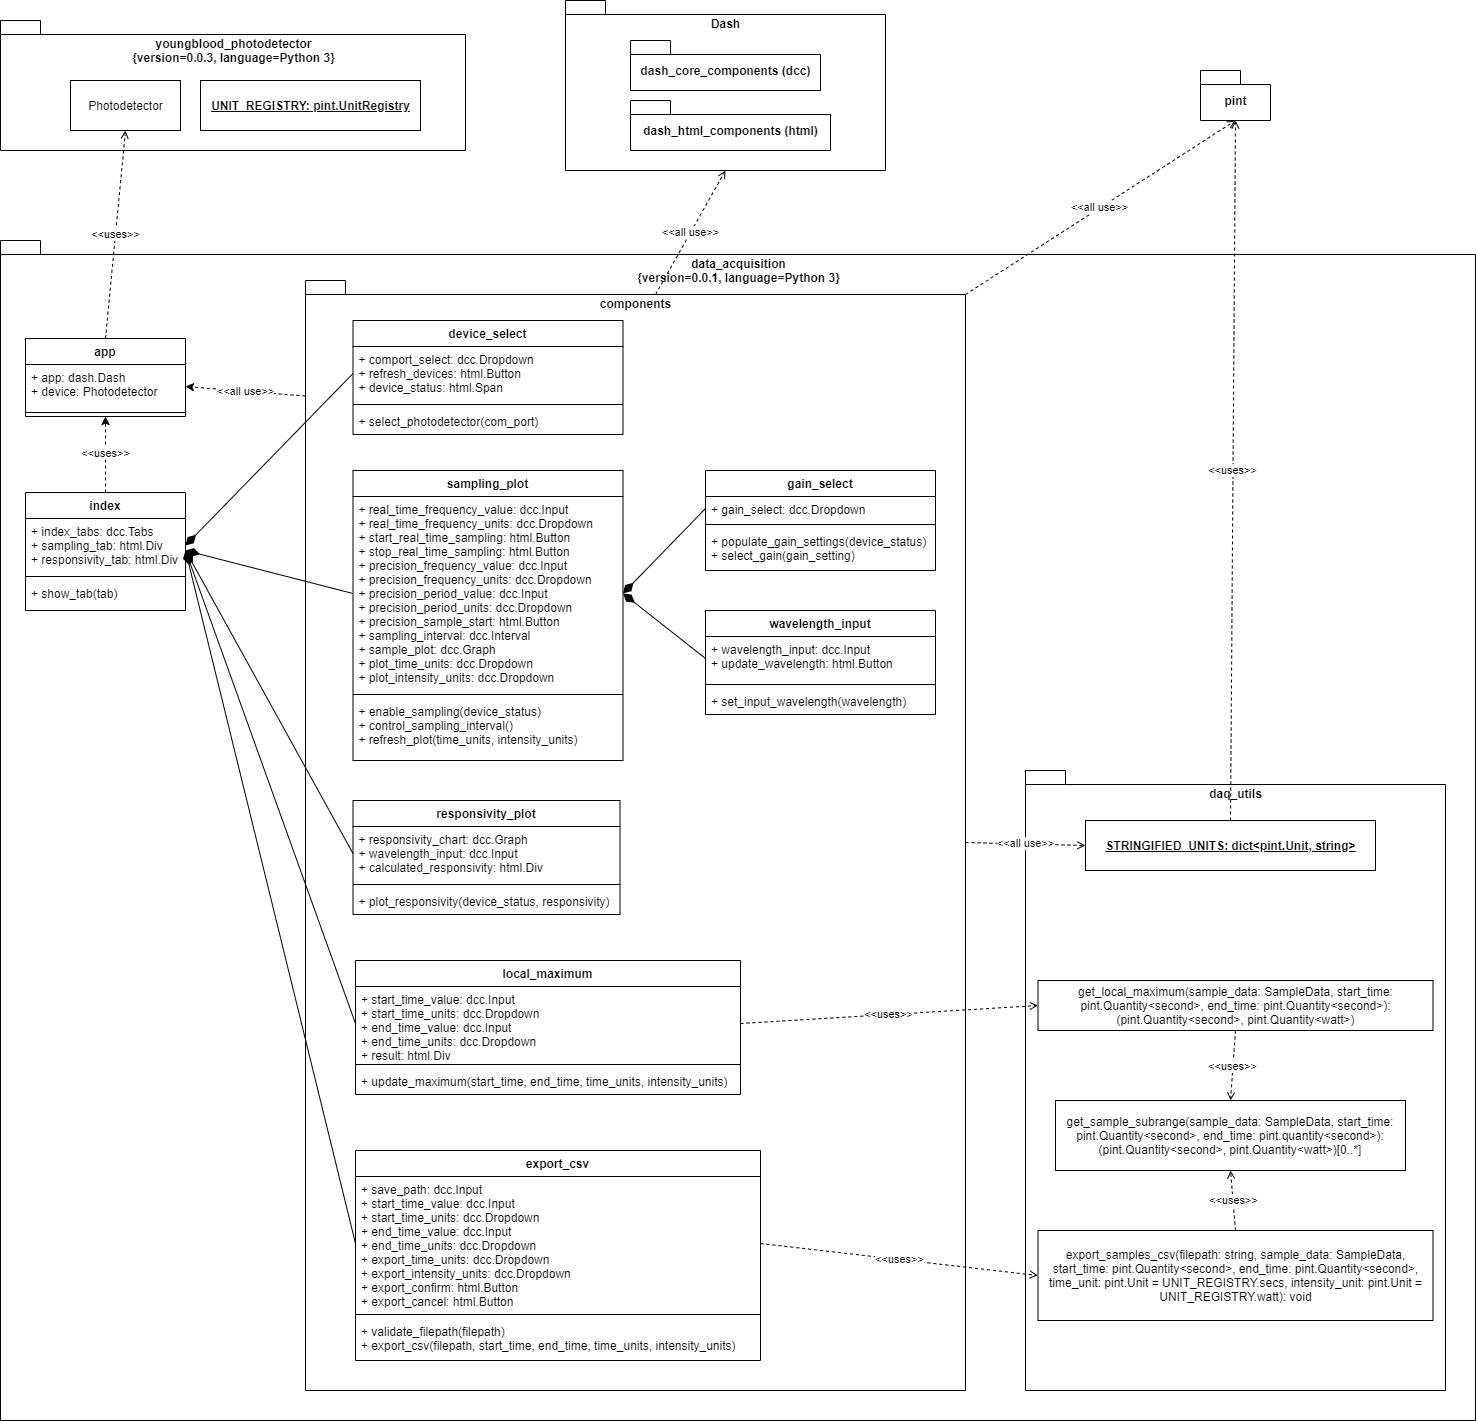 youngblood_photodetector
{version=0.0.3, language=Python 3}
Photodetector
UNIT_REGISTRY: pint.UnitRegistry
Dash
dash_core_components (dcc)
dash_html_components (html)
pint
<<uses>>
<<all use>>
<<all use>>
data_acquisition
{version=0.0.1, language=Python 3}
components
app
+ app: dash.Dash
+ device: Photodetector
<<all use>>
<<uses>>
index
+ index_tabs: dcc.Tabs
+ sampling_tab: html.Div
+ responsivity_tab: html.Div
+ show_tab(tab)
device_select
+ comport_select: dcc.Dropdown
+ refresh_devices: html.Button
+ device_status: html.Span
+ select_photodetector(com_port)
sampling_plot
+ real_time_frequency_value: dcc.Input
+ real_time_frequency_units: dcc.Dropdown
+ start_real_time_sampling: html.Button
+ stop_real_time_sampling: html.Button
+ precision_frequency_value: dcc.Input
+ precision_frequency_units: dcc.Dropdown
+ precision_period_value: dcc.Input
+ precision_period_units: dcc.Dropdown
+ precision_sample_start: html.Button
+ sampling_interval: dcc.Interval
+ sample_plot: dcc.Graph
+ plot_time_units: dcc.Dropdown
+ plot_intensity_units: dcc.Dropdown
+ enable_sampling(device_status)
+ control_sampling_interval()
+ refresh_plot(time_units, intensity_units)
gain_select
+ gain_select: dcc.Dropdown
+ populate_gain_settings(device_status)
+ select_gain(gain_setting)
wavelength_input
+ wavelength_input: dcc.Input
+ update_wavelength: html.Button
+ set_input_wavelength(wavelength)
<<uses>>
responsivity_plot
+ responsivity_chart: dcc.Graph
+ wavelength_input: dcc.Input
+ calculated_responsivity: html.Div
+ plot_responsivity(device_status, responsivity)
daq_utils
<<all use>>
STRINGIFIED_UNITS: dict<pint.Unit, string>
local_maximum
+ start_time_value: dcc.Input
+ start_time_units: dcc.Dropdown
+ end_time_value: dcc.Input
+ end_time_units: dcc.Dropdown
+ result: html.Div
+ update_maximum(start_time, end_time, time_units, intensity_units)
<<uses>>
get_local_maximum(sample_data: SampleData, start_time:
pint.Quantity<second>, end_time: pint.Quantity<second>):
(pint.Quantity<second>, pint.Quantity<watt>)
<<uses>>
get_sample_subrange(sample_data: SampleData, start_time:
pint.Quantity<second>, end_time: pint.quantity<second>):
(pint.Quantity<second>, pint.Quantity<watt>)[0..*]
<<uses>>
export_csv
+ save_path: dcc.Input
+ start_time_value: dcc.Input
+ start_time_units: dcc.Dropdown
+ end_time_value: dcc.Input
+ end_time_units: dcc.Dropdown
+ export_time_units: dcc.Dropdown
+ export_intensity_units: dcc.Dropdown
+ export_confirm: html.Button
+ export_cancel: html.Button
+ validate_filepath(filepath)
+ export_csv(filepath, start_time, end_time, time_units, intensity_units)
<<uses>>
export_samples_csv(filepath: string, sample_data: SampleData,
start_time: pint.Quantity<second>, end_time: pint.Quantity<second>,
time_unit: pint.Unit = UNIT_REGISTRY.secs, intensity_unit: pint.Unit =
UNIT_REGISTRY.watt): void